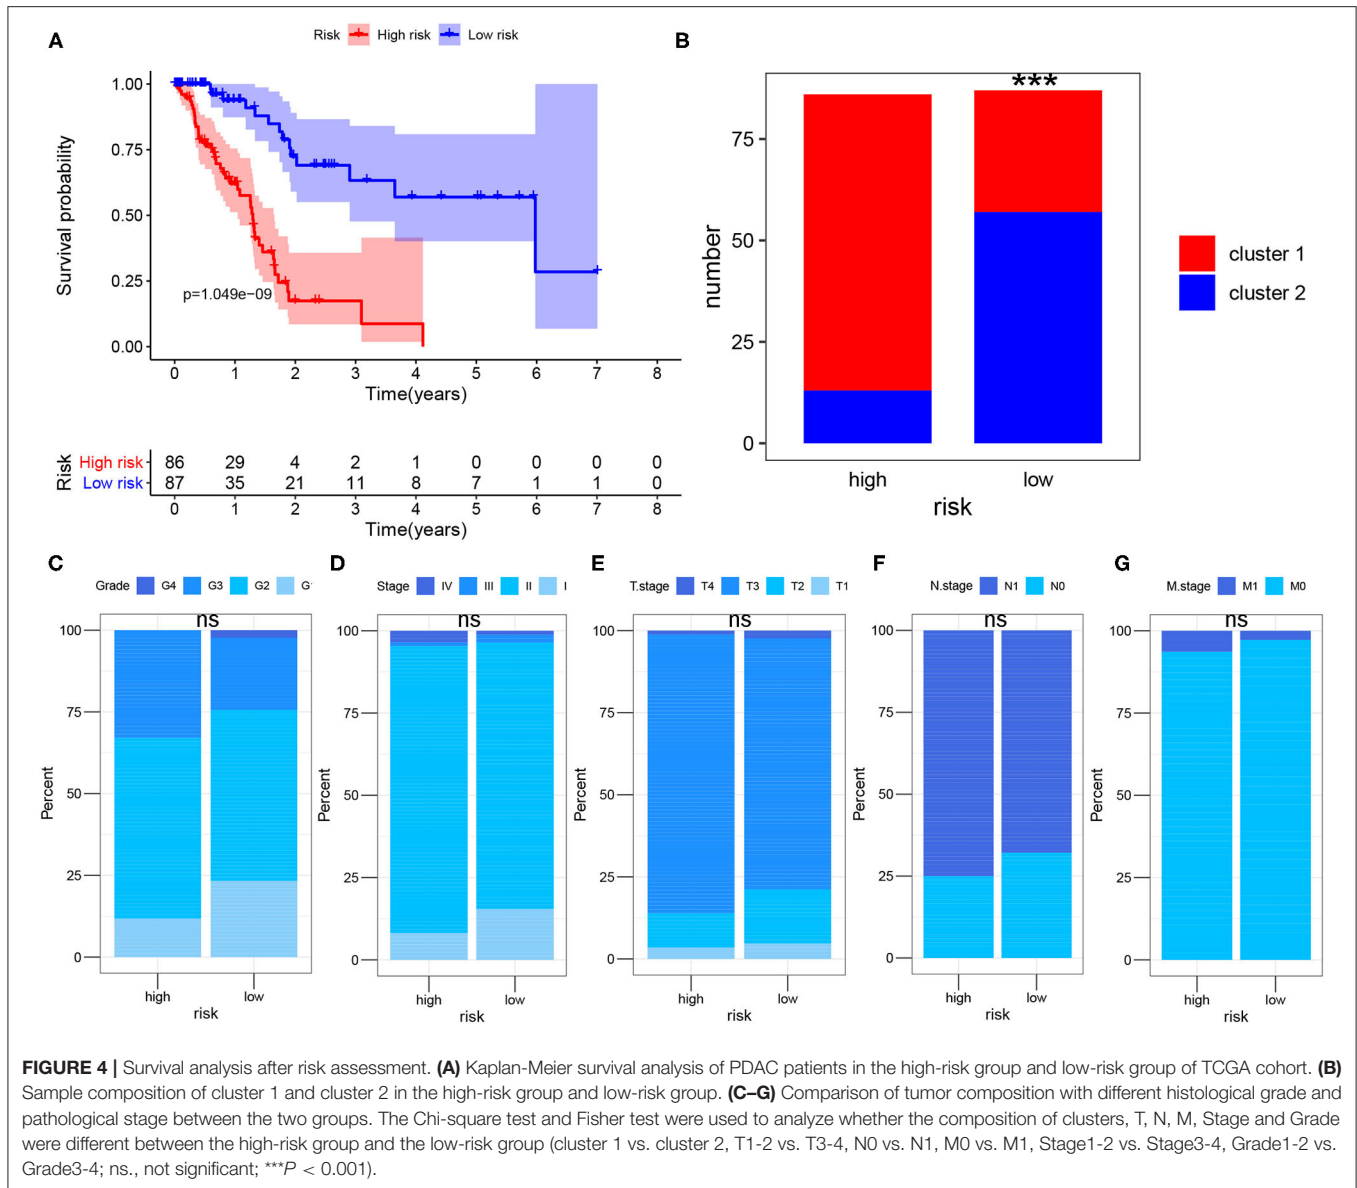 A
Risk High risk Low risk
1.00
0.75
0.50
0.25
0.00
Survival probability
p=1.049e−09
0 1 2 3 4 5 6 7 8
Time(years)
Risk
High risk 86 29 4 2 1 0 0 0 0
Low risk 87 35 21 11 8 7 1 1 0
0 1 2 3 4 5 6 7 8
Time(years)
B
***
75
50
25
0
number
high low
risk
cluster 1
cluster 2
C
Grade G4 G3 G2 G
ns
100
75
50
25
0
Percent
high low
risk
D
Stage IV III II I
ns
100
75
50
25
0
Percent
high low
risk
E
T.stage T4 T3 T2 T1
ns
100
75
50
25
0
Percent
high low
risk
F
N.stage N1 N0
ns
100
75
50
25
0
Percent
high low
risk
G
M.stage M1 M0
ns
100
75
50
25
0
Percent
high low
risk
FIGURE 4 | Survival analysis after risk assessment. (A) Kaplan-Meier survival analysis of PDAC patients in the high-risk group and low-risk group of TCGA cohort. (B)
Sample composition of cluster 1 and cluster 2 in the high-risk group and low-risk group. (C–G) Comparison of tumor composition with different histological grade and
pathological stage between the two groups. The Chi-square test and Fisher test were used to analyze whether the composition of clusters, T, N, M, Stage and Grade
were different between the high-risk group and the low-risk group (cluster 1 vs. cluster 2, T1-2 vs. T3-4, N0 vs. N1, M0 vs. M1, Stage1-2 vs. Stage3-4, Grade1-2 vs.
Grade3-4; ns., not significant; ***P < 0.001).